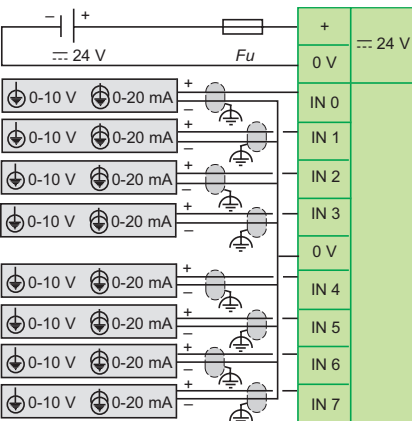 – +
⎓ 24 V Fu
+
0 V
⎓ 24 V
0-10 V 0-20 mA + – IN 0
0-10 V 0-20 mA + – IN 1
0-10 V 0-20 mA + – IN 2
0-10 V 0-20 mA + – IN 3
0 V
0-10 V 0-20 mA + – IN 4
0-10 V 0-20 mA + – IN 5
0-10 V 0-20 mA + – IN 6
0-10 V 0-20 mA + – IN 7